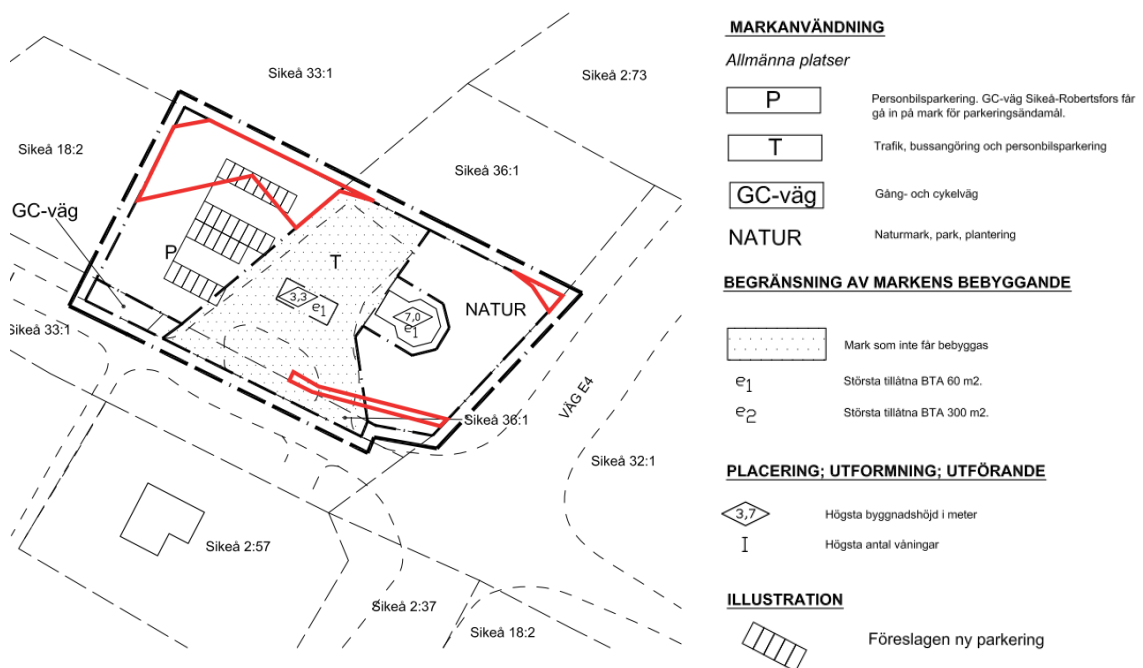 Sikeå 33:1
Sikeå 2:73
Sikeå 18:2
Sikeå 36:1
GC-väg
P
T
3,3
e1
7,0
e1
NATUR
Sikeå 33:1
VÄG E4
Sikeå 36:1
Sikeå 32:1
Sikeå 2:57
Sikeå 2:37
Sikeå 18:2
MARKANVÄNDNING
Allmänna platser
P
Personbilsparkering. GC-väg Sikeå-Robertsfors får
gå in på mark för parkeringsändamål.
T
Trafik, bussangöring och personbilsparkering
GC-väg
Gång- och cykelväg
NATUR
Naturmark, park, plantering
BEGRÄNSNING AV MARKENS BEBYGGANDE
Mark som inte får bebyggas
e1
Största tillåtna BTA 60 m2.
e2
Största tillåtna BTA 300 m2.
PLACERING; UTFORMNING; UTFÖRANDE
3,7
Högsta byggnadshöjd i meter
I
Högsta antal våningar
ILLUSTRATION
Föreslagen ny parkering